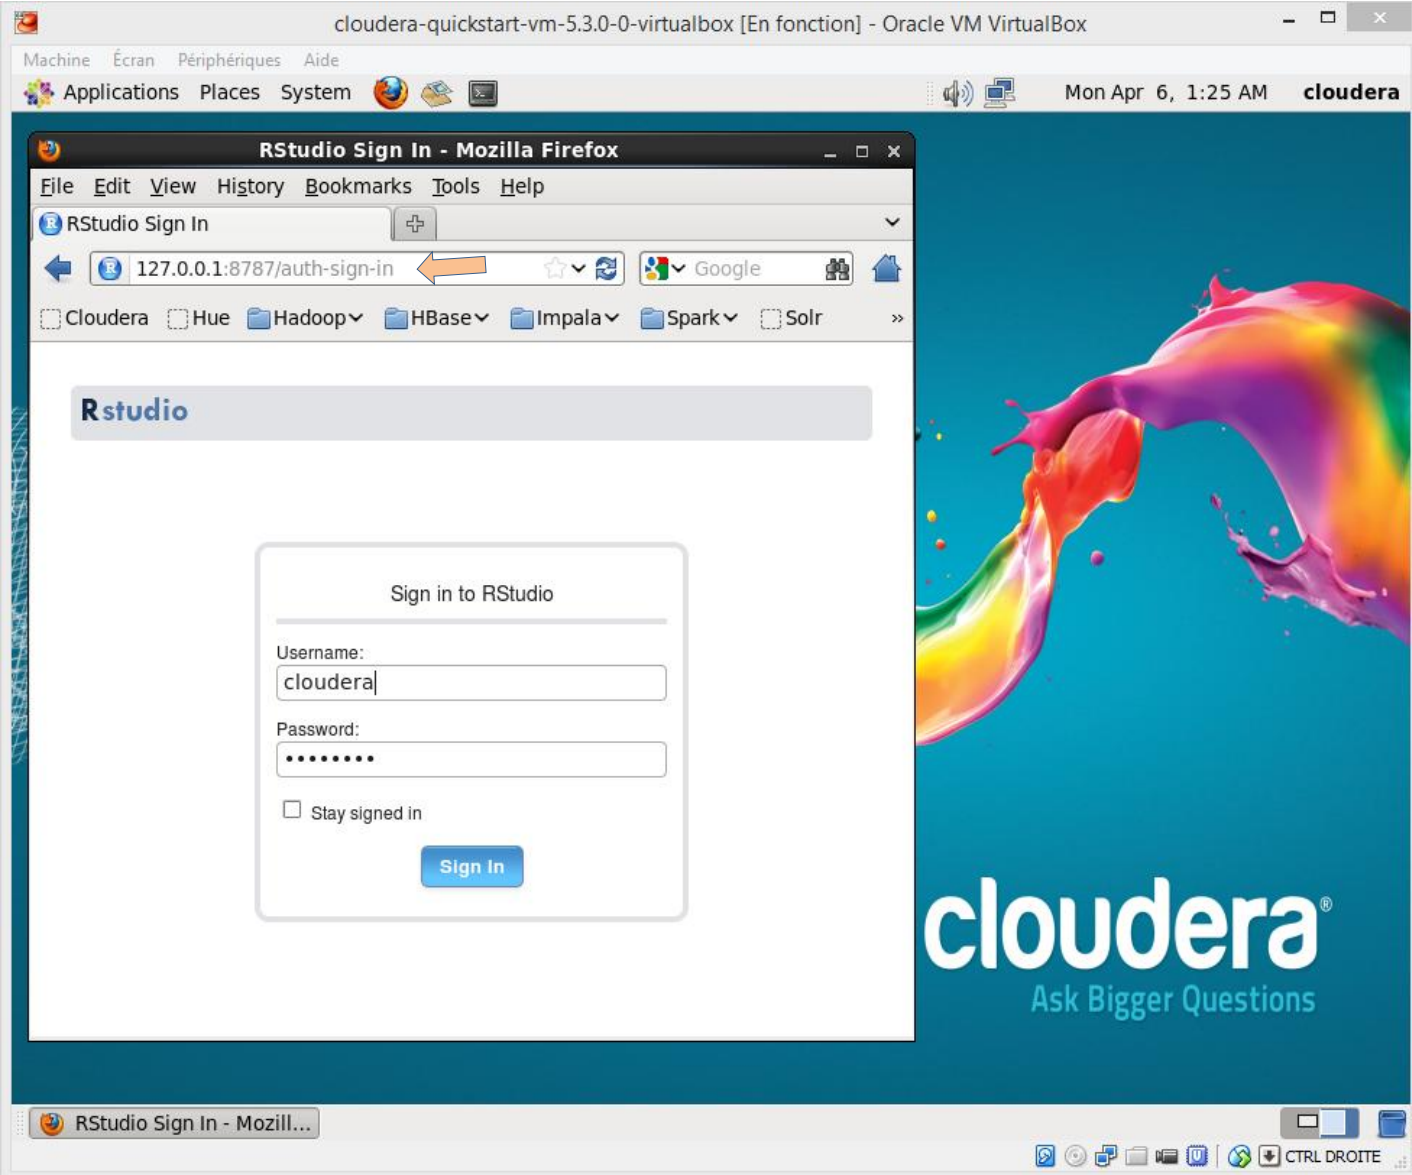 cloudera-quickstart-vm-5.3.0-0-virtualbox [En fonction] - Oracle VM VirtualBox
Machine Écran Périphériques Aide
Applications Places System Mon Apr 6, 1:25 AM cloudera
RStudio Sign In - Mozilla Firefox
File Edit View History Bookmarks Tools Help
RStudio Sign In
127.0.0.1:8787/auth-sign-in Google
Cloudera Hue Hadoop HBase Impala Spark Solr »
Rstudio
Sign in to RStudio
Username:
cloudera
Password:
••••••••
Stay signed in
Sign In
cloudera®
Ask Bigger Questions
RStudio Sign In - Mozill...
CTRL DROITE